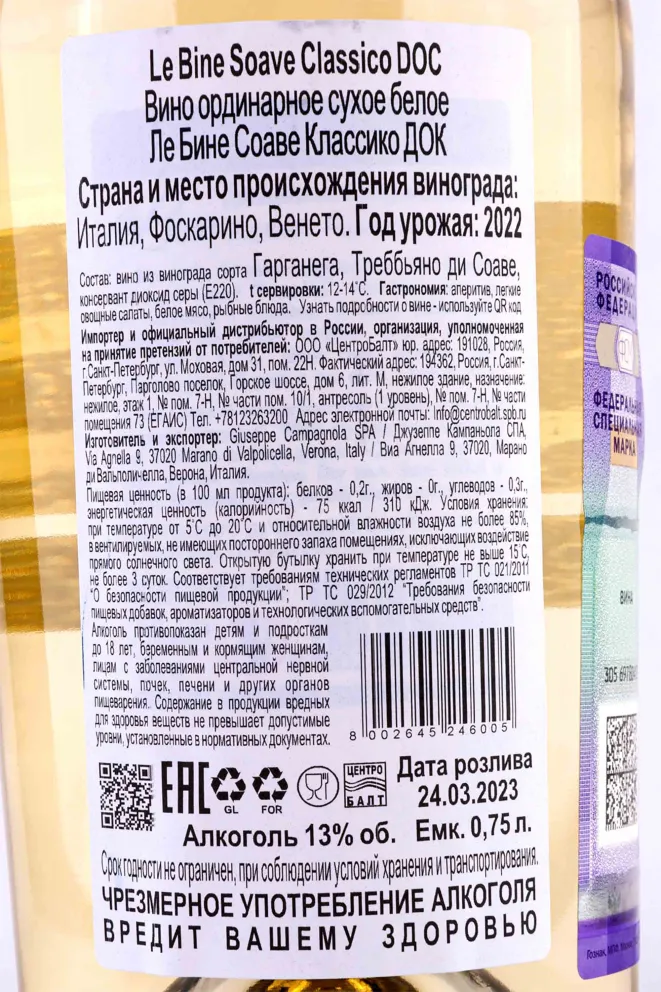 Le Bine Soave Classico DOC
Вино ординарное сухое белое
Ле Бине Соаве Классико ДОК
Страна и место происхождения винограда:
Италия, Фоскарино, Венето. Год урожая: 2022
Состав: вино из винограда сорта Гарганега, Треббьяно ди Соаве,
консервант диоксид серы (Е220). t сервировки: 12-14°C. Гастрономия: аперитив, легкие
овощные салаты, белое мясо, рыбные блюда. Узнать подробности о вине - используйте QR код
Импортер и официальный дистрибьютор в России, организация, уполномоченная
на принятие претензий от потребителей: ООО «ЦентроБалт» юр. адрес: 191028, Россия,
г.Санкт-Петербург, ул. Моховая, дом 31, пом. 22Н. Фактический адрес: 194362, Россия, г.Санкт-
Петербург, Парголово поселок, Горское шоссе, дом 6, лит. М, нежилое здание, назначение:
нежилое, этаж 1, № пом. 7-Н, № части пом. 10/1, антресоль (1 уровень), № пом. 7-Н, № части
помещения 73 (ЕГАИС) Тел. +78123263200 Адрес электронной почты: info@centrobalt.spb.ru
Изготовитель и экспортер: Giuseppe Campagnola SPA / Джузеппе Кампаньола СПА,
Via Agnella 9, 37020 Marano di Valpolicella, Verona, Italy / Виа Агнелла 9, 37020, Марано
ди Вальполичелла, Верона, Италия.
Пищевая ценность (в 100 мл продукта): белков - 0,2г., жиров - 0г., углеводов - 0,3г.,
энергетическая ценность (калорийность) - 75 ккал / 310 кДж. Условия хранения:
при температуре от 5°C до 20°C и относительной влажности воздуха не более 85%,
в вентилируемых, не имеющих постороннего запаха помещениях, исключающих воздействие
прямого солнечного света. Открытую бутылку хранить при температуре не выше 15°C,
не более 3 суток. Соответствует требованиям технических регламентов ТР ТС 021/2011
"О безопасности пищевой продукции"; ТР ТС 029/2012 "Требования безопасности
пищевых добавок, ароматизаторов и технологических вспомогательных средств".
Алкоголь противопоказан детям и подросткам
до 18 лет, беременным и кормящим женщинам,
лицам с заболеваниями центральной нервной
системы, почек, печени и других органов
пищеварения. Содержание в продукции вредных
для здоровья веществ не превышает допустимые
уровни, установленные в нормативных документах.
8 002645 246005
EAC
GL
FOR
ЦЕНТРО
БАЛТ
Дата розлива
24.03.2023
Алкоголь 13% об. Емк. 0,75 л.
Срок годности не ограничен, при соблюдении условий хранения и транспортирования.
ЧРЕЗМЕРНОЕ УПОТРЕБЛЕНИЕ АЛКОГОЛЯ
ВРЕДИТ ВАШЕМУ ЗДОРОВЬЮ
РОССИЙС
ФЕДЕРА
ФЕДЕРАЛЬ
СПЕЦИАЛЬН
МАРКА
ВИНА
305